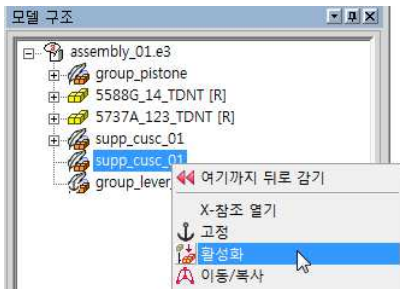 모델 구조
assembly_01.e3
group_pistone
5588G_14_TDNT [R]
5737A_123_TDNT [R]
supp_cusc_01
supp_cusc_01
group_lever
여기까지 뒤로 감기
X-참조 열기
고정
활성화
이동/복사